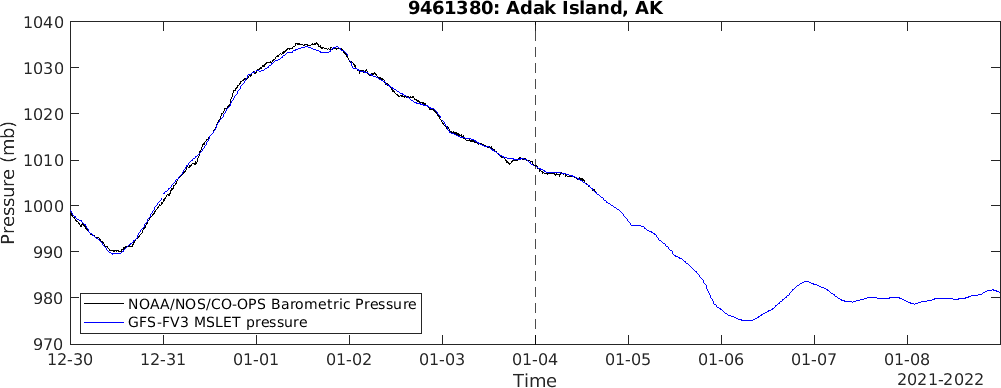 9461380: Adak Island, AK
1040
1030
1020
1010
1000
990
980
970
Pressure (mb)
NOAA/NOS/CO-OPS Barometric Pressure
GFS-FV3 MSLET pressure
12-30 12-31 01-01 01-02 01-03 01-04 01-05 01-06 01-07 01-08
Time
2021-2022